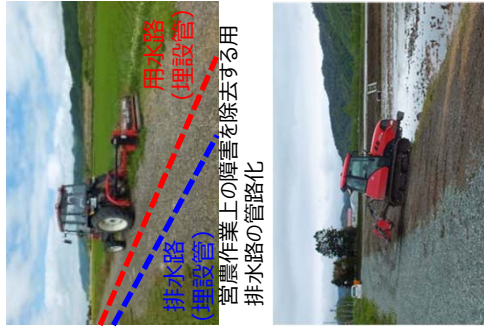 用水路
(埋設管)
排水路
(埋設管)
営農作業上の障害を除去する用
排水路の管路化